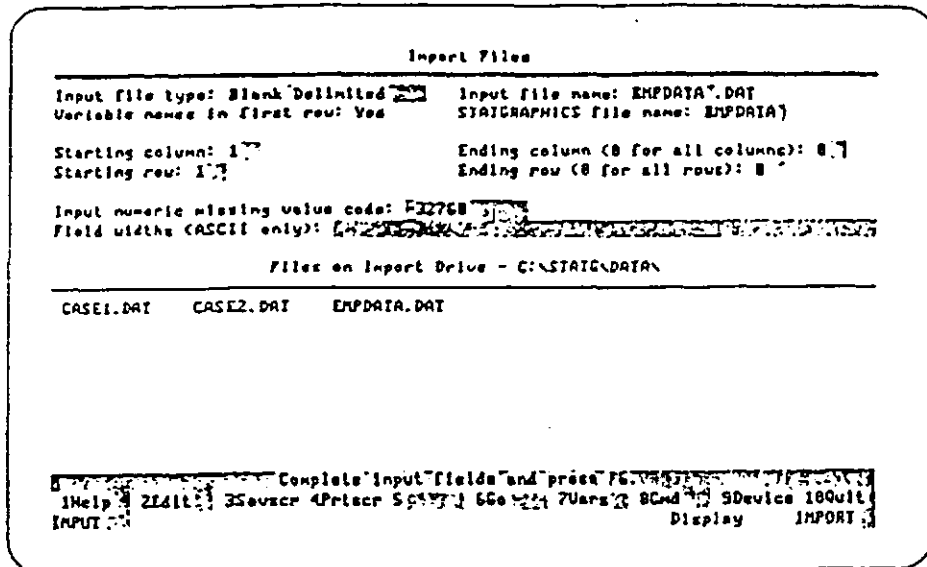 Import Files
Input file type: Blank Delimited Input file name: EMPDATA .DAT
Variable names in first row: Yes STATGRAPHICS file name: EMPDATA
Starting column: 1 Ending column (0 for all columns): 0
Starting row: 1 Ending row (0 for all rows): 0
Input numeric missing value code: -32768
Field widths (ASCII only):
Files on Import Drive - C:\STATG\DATA\
CASE1.DAT CASE2.DAT EMPDATA.DAT
Complete input fields and press F6.
1Help 2Edit 3Savscr 4Prtscr 5 6Go 7Vars 8Cmd 9Device 10Quit
INPUT Display IMPORT